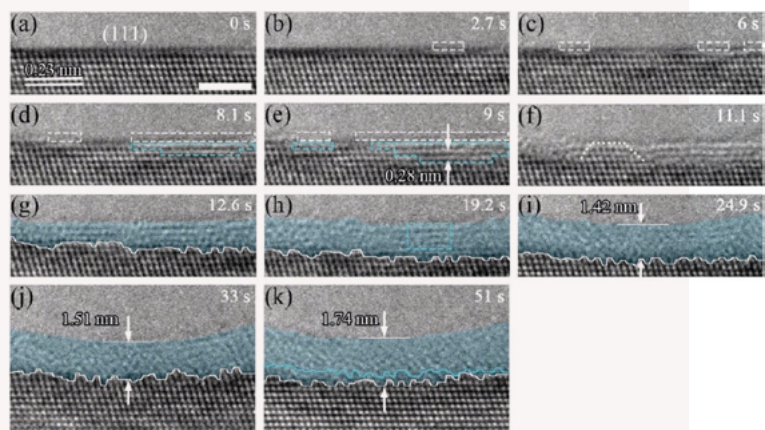 (a) 0 s
(111)
0.23 nm
(b) 2.7 s
(c) 6 s
(d) 8.1 s
(e) 9 s
0.28 nm
(f) 11.1 s
(g) 12.6 s
(h) 19.2 s
(i) 24.9 s
1.42 nm
(j) 33 s
1.51 nm
(k) 51 s
1.74 nm